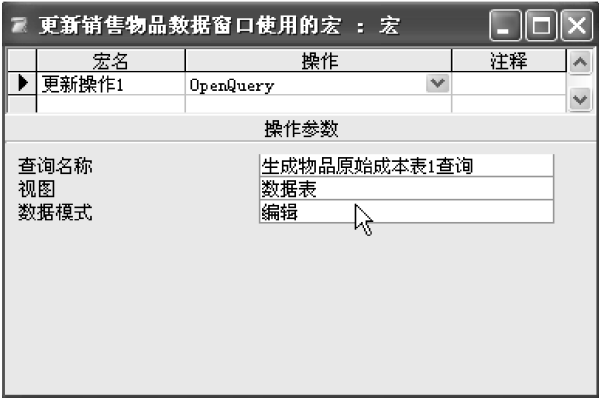 更新销售物品数据窗口使用的宏 : 宏
宏名 操作 注释
更新操作1 OpenQuery
操作参数
查询名称 生成物品原始成本表1查询
视图 数据表
数据模式 编辑